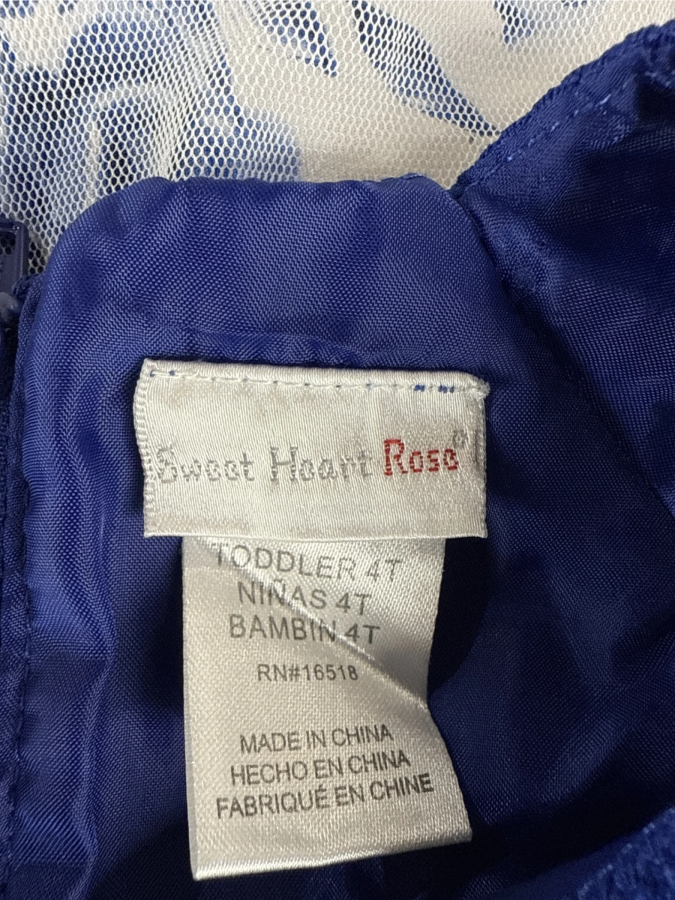 Sweet Heart Rose®
TODDLER 4T
NIÑAS 4T
BAMBIN 4T
RN#16518
MADE IN CHINA
HECHO EN CHINA
FABRIQUÉ EN CHINE